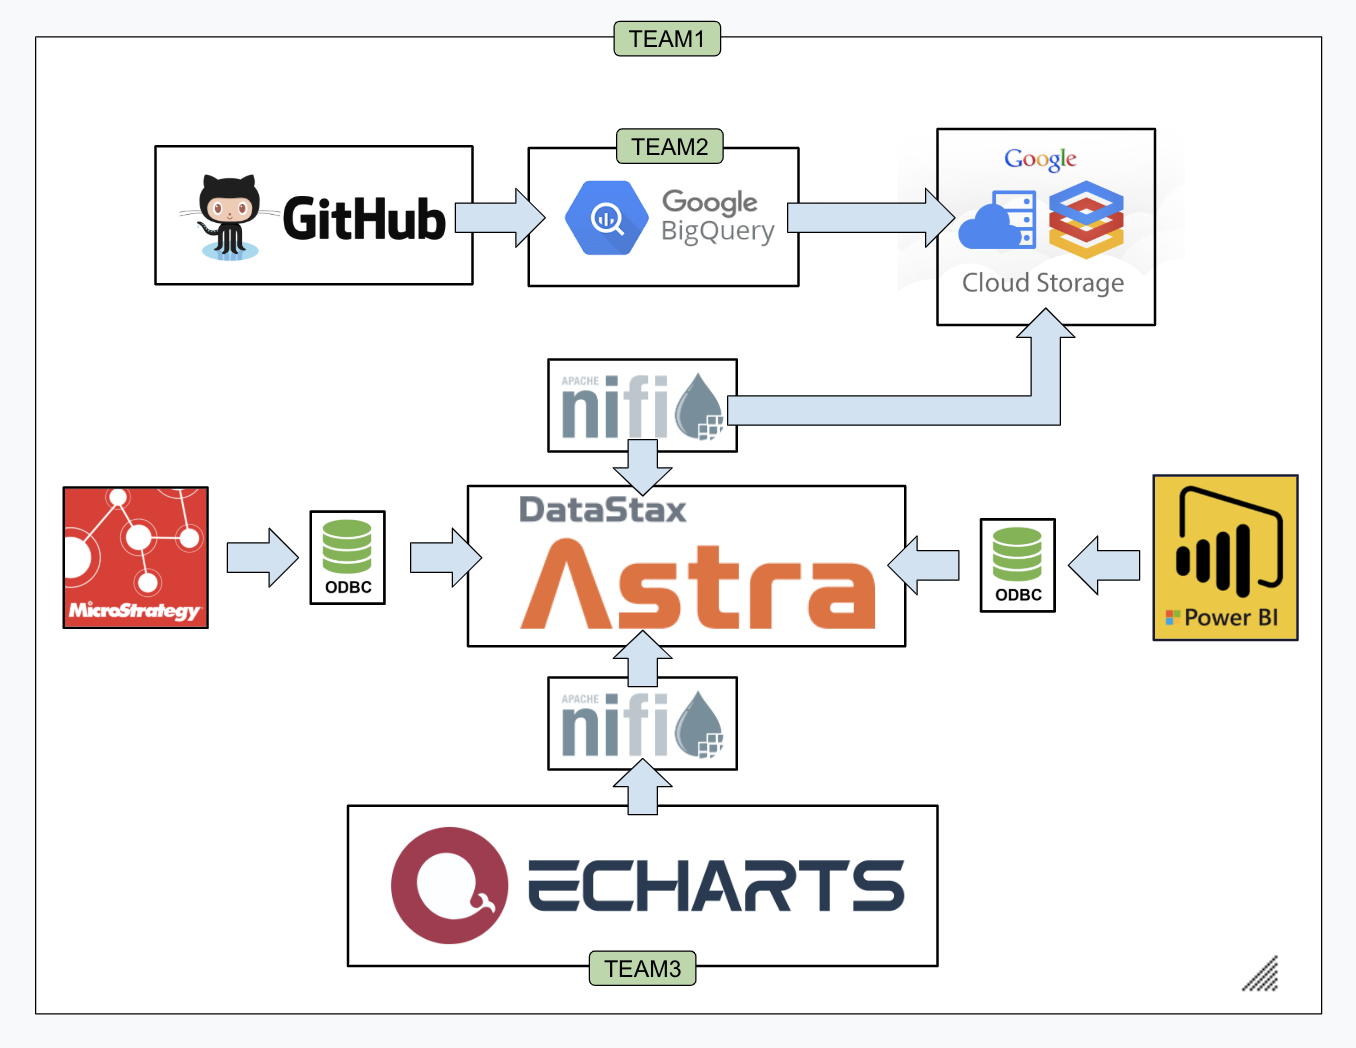 TEAM1
TEAM2
GitHub
Google
BigQuery
Google
Cloud Storage
APACHE
nifi
MicroStrategy
ODBC
DataStax
Astra
ODBC
Power BI
APACHE
nifi
ECHARTS
TEAM3